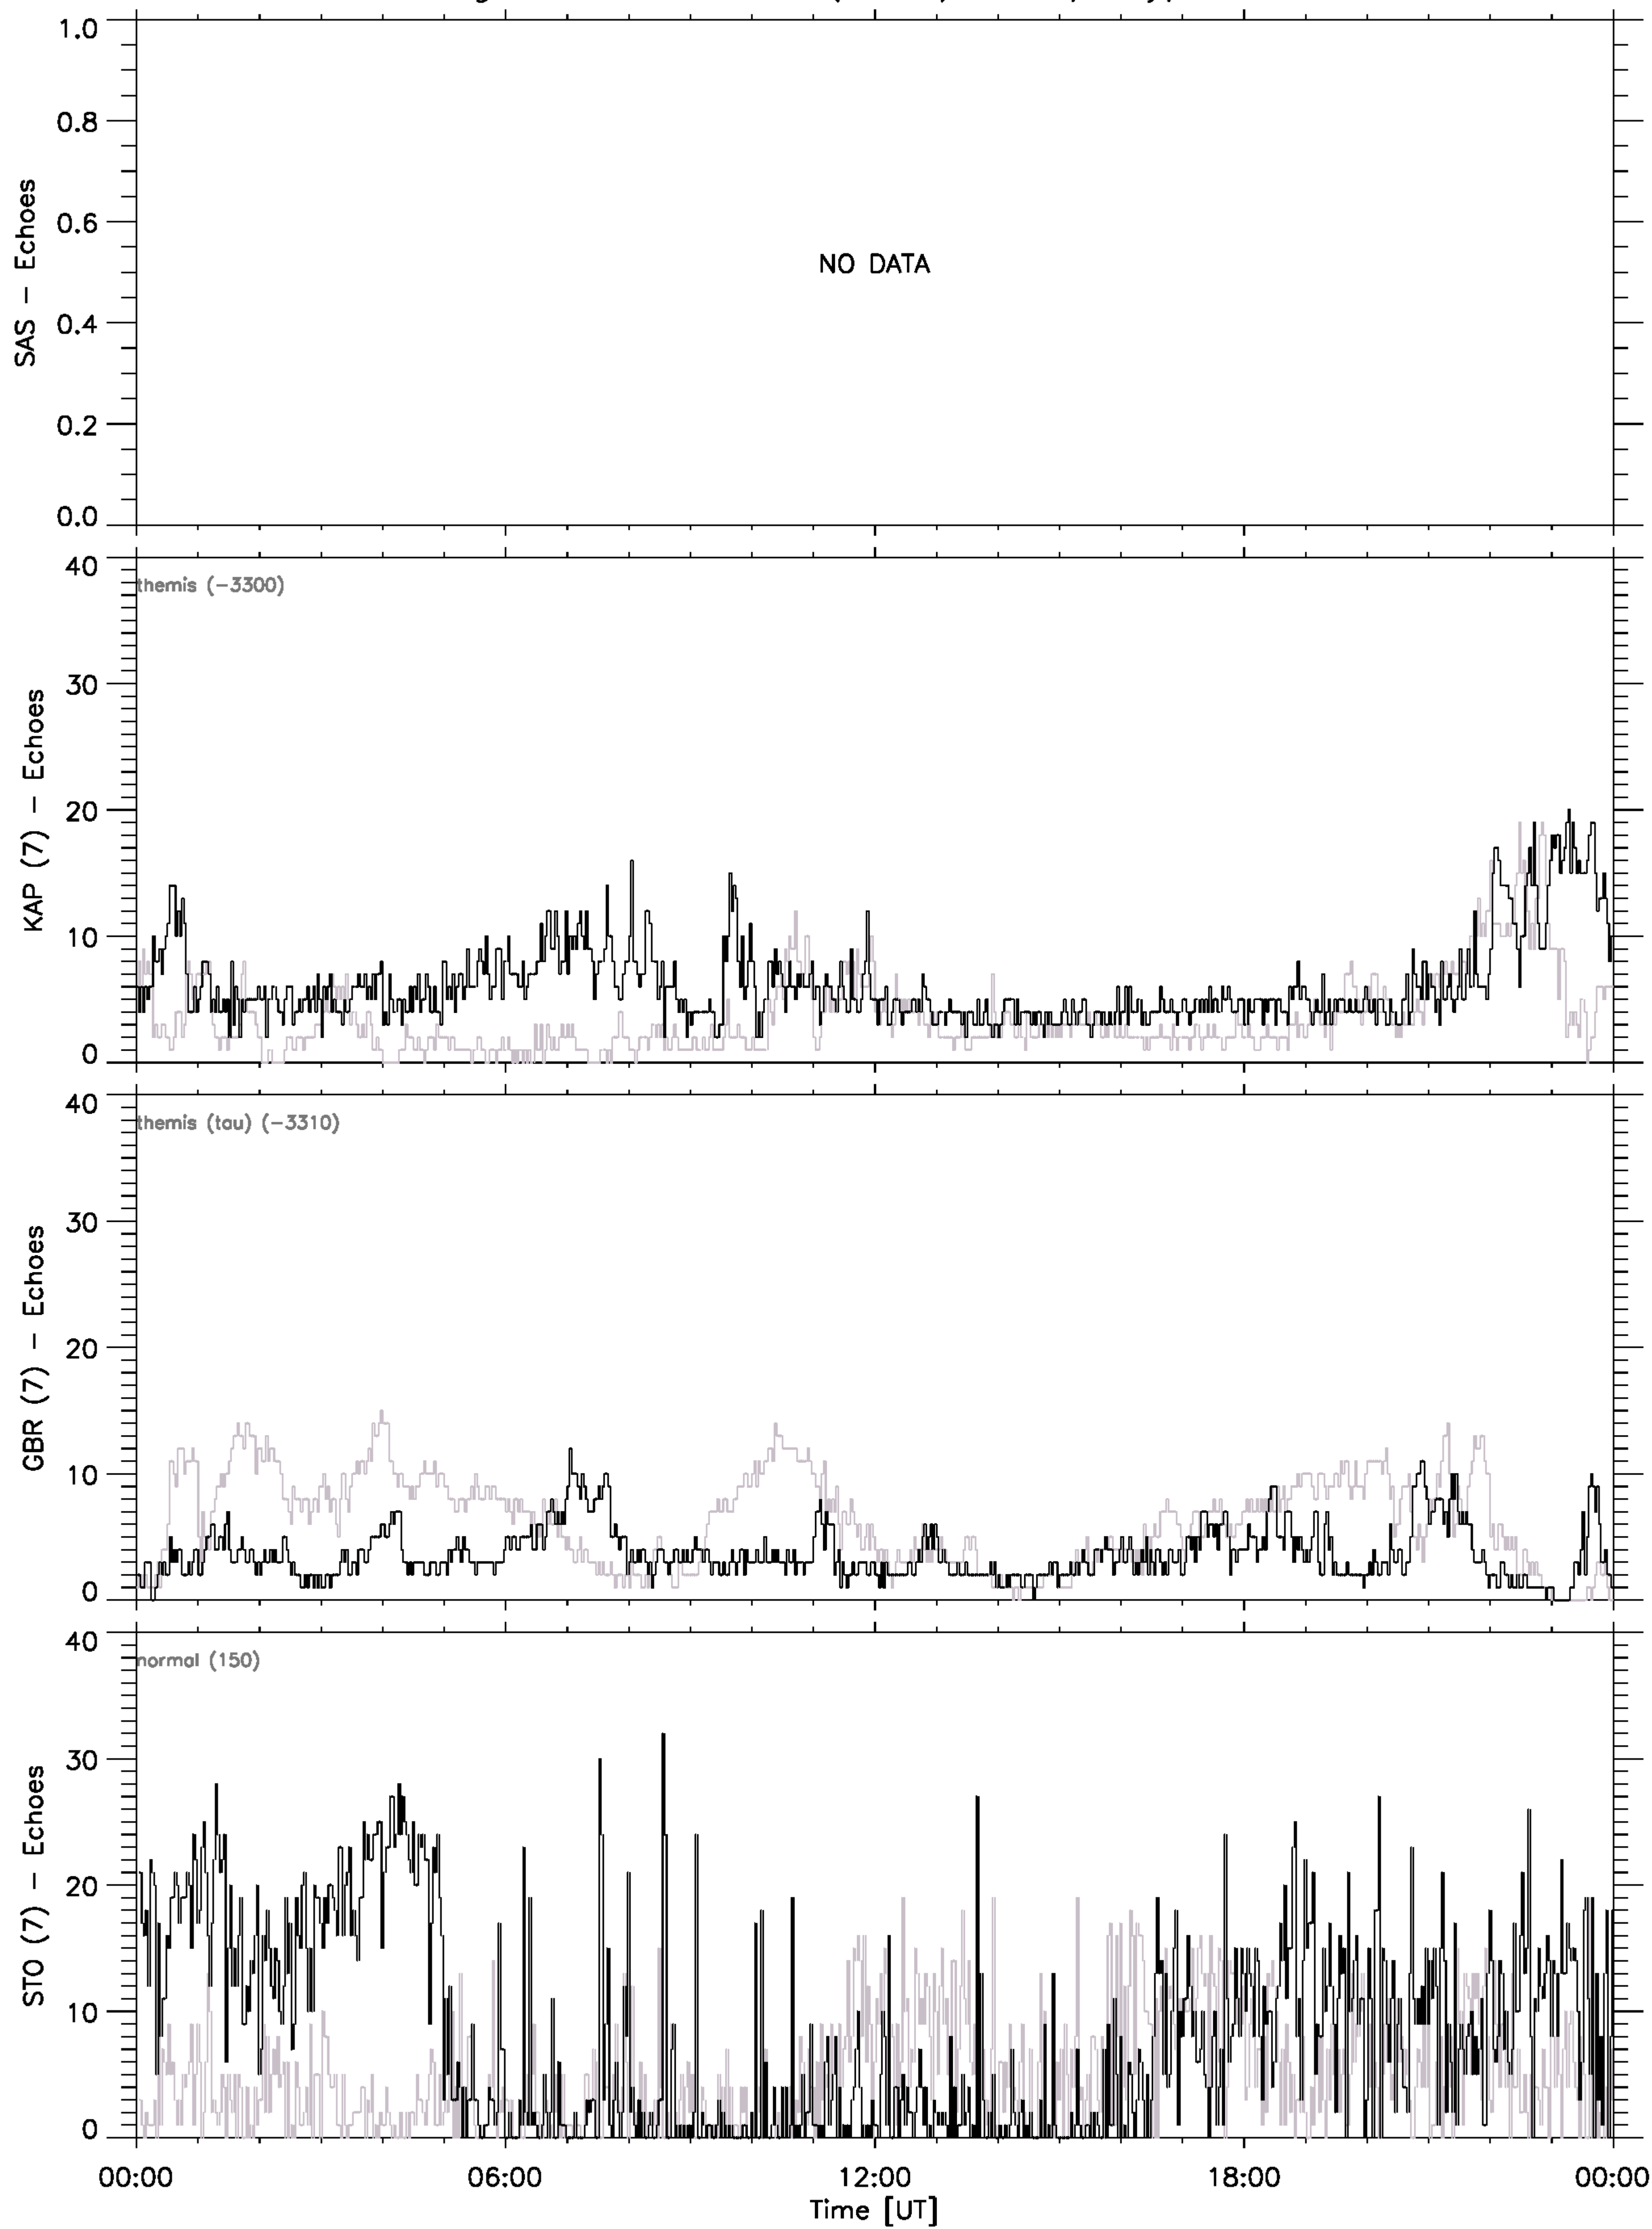 1.0
0.8
0.6
0.4
0.2
0.0
SAS – Echoes
NO DATA
40
30
20
10
0
KAP (7) – Echoes
themis (-3300)
40
30
20
10
0
GBR (7) – Echoes
themis (tau) (-3310)
40
30
20
10
0
STO (7) – Echoes
normal (150)
00:00 06:00 12:00 18:00 00:00
Time [UT]